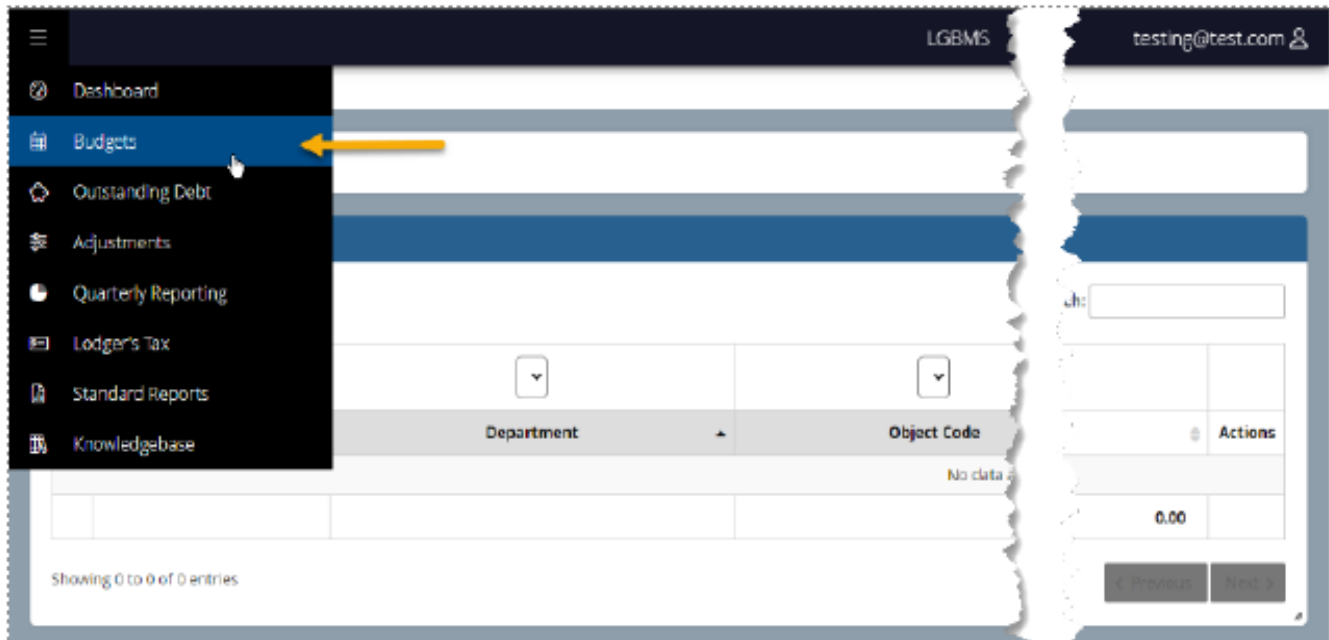 LGBMS
testing@test.com
Dashboard
Budgets
Outstanding Debt
Adjustments
Quarterly Reporting
ch:
Lodger's Tax
Standard Reports
Department
Object Code
Actions
Knowledgebase
No data
0.00
Showing 0 to 0 of 0 entries
< Previous
Next >